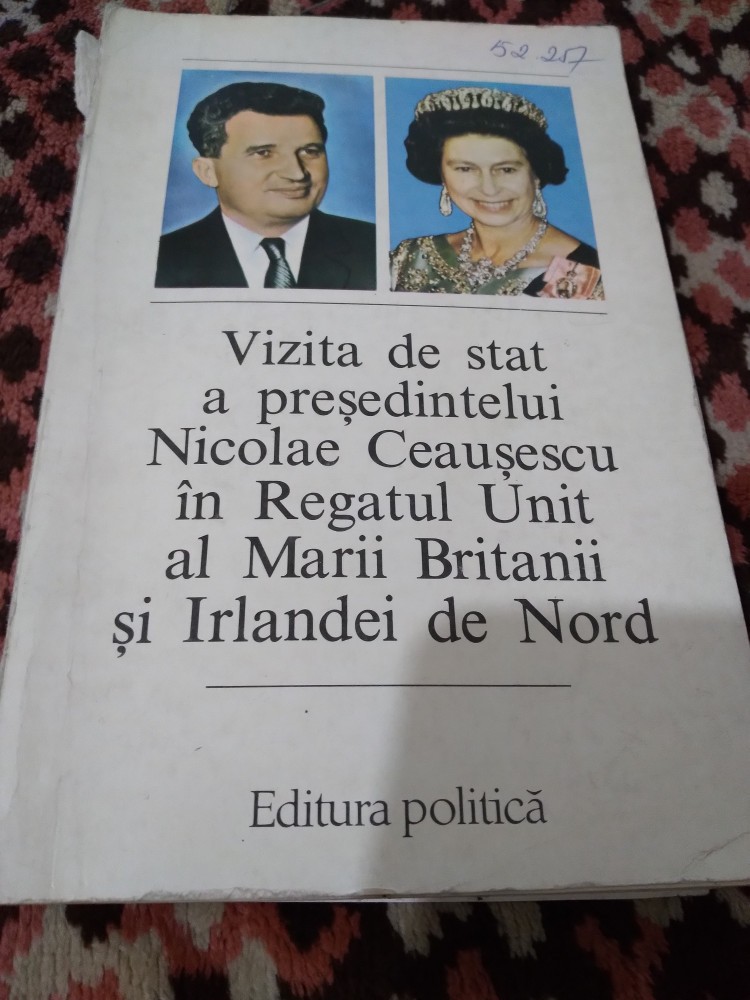 52.257
Vizita de stat
a președintelui
Nicolae Ceaușescu
în Regatul Unit
al Marii Britanii
și Irlandei de Nord
Editura politică